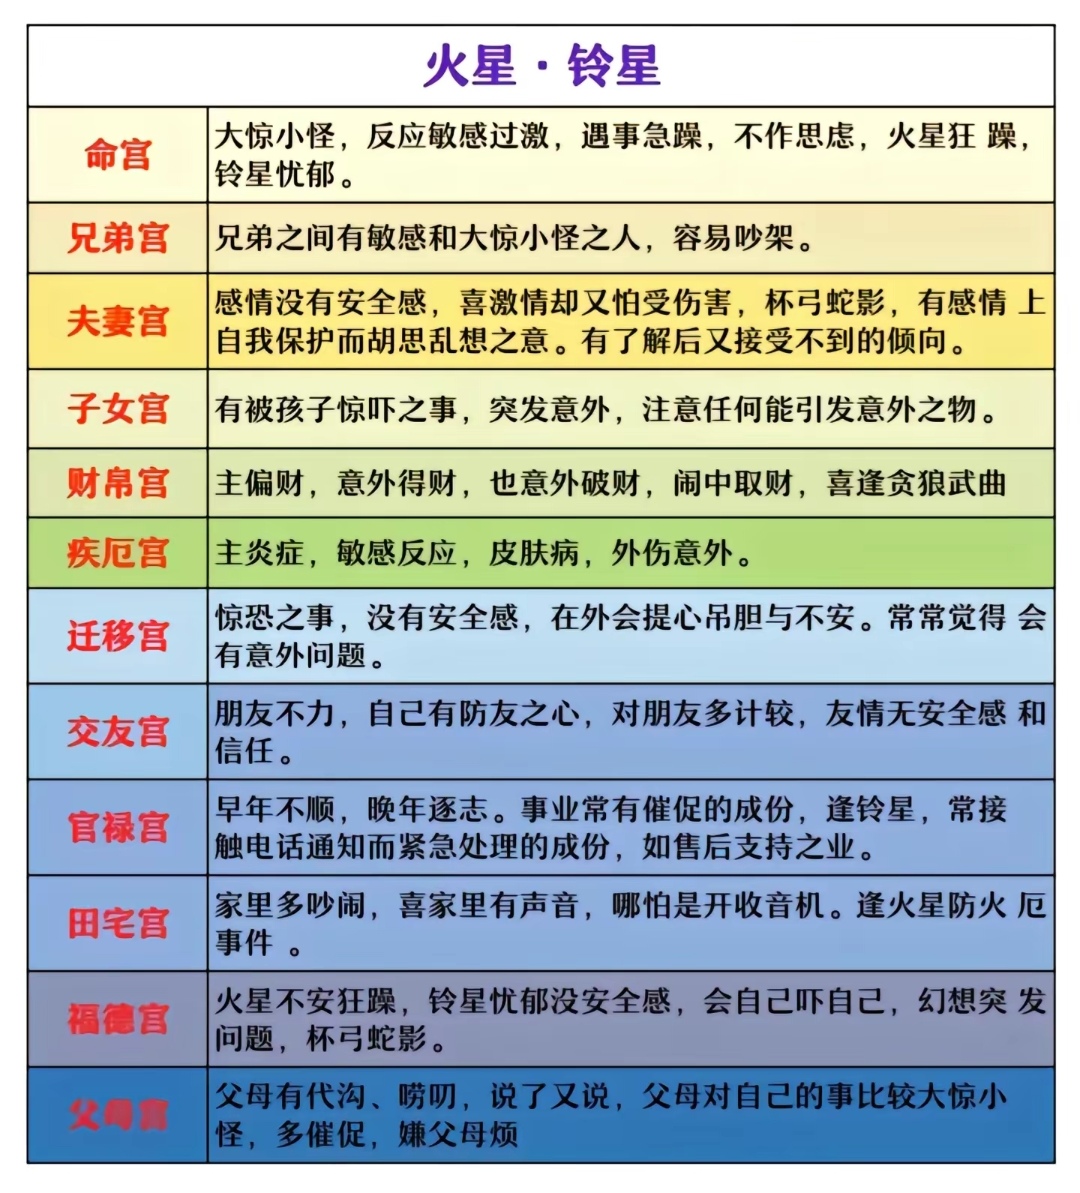 火星·铃星
命宫
大惊小怪，反应敏感过激，遇事急躁，不作思虑，火星狂 躁，
铃星忧郁。
兄弟宫
兄弟之间有敏感和大惊小怪之人，容易吵架。
夫妻宫
感情没有安全感，喜激情却又怕受伤害，杯弓蛇影，有感情 上
自我保护而胡思乱想之意。有了解后又接受不到的倾向。
子女宫
有被孩子惊吓之事，突发意外，注意任何能引发意外之物。
财帛宫
主偏财，意外得财，也意外破财，闹中取财，喜逢贪狼武曲
疾厄宫
主炎症，敏感反应，皮肤病，外伤意外。
迁移宫
惊恐之事，没有安全感，在外会提心吊胆与不安。常常觉得 会
有意外问题。
交友宫
朋友不力，自己有防友之心，对朋友多计较，友情无安全感 和
信任。
官禄宫
早年不顺，晚年逐志。事业常有催促的成份，逢铃星，常接
触电话通知而紧急处理的成份，如售后支持之业。
田宅宫
家里多吵闹，喜家里有声音，哪怕是开收音机。逢火星防火 厄
事件 。
福德宫
火星不安狂躁，铃星忧郁没安全感，会自己吓自己，幻想突 发
问题，杯弓蛇影。
父母宫
父母有代沟、唠叨，说了又说，父母对自己的事比较大惊小
怪，多催促，嫌父母烦